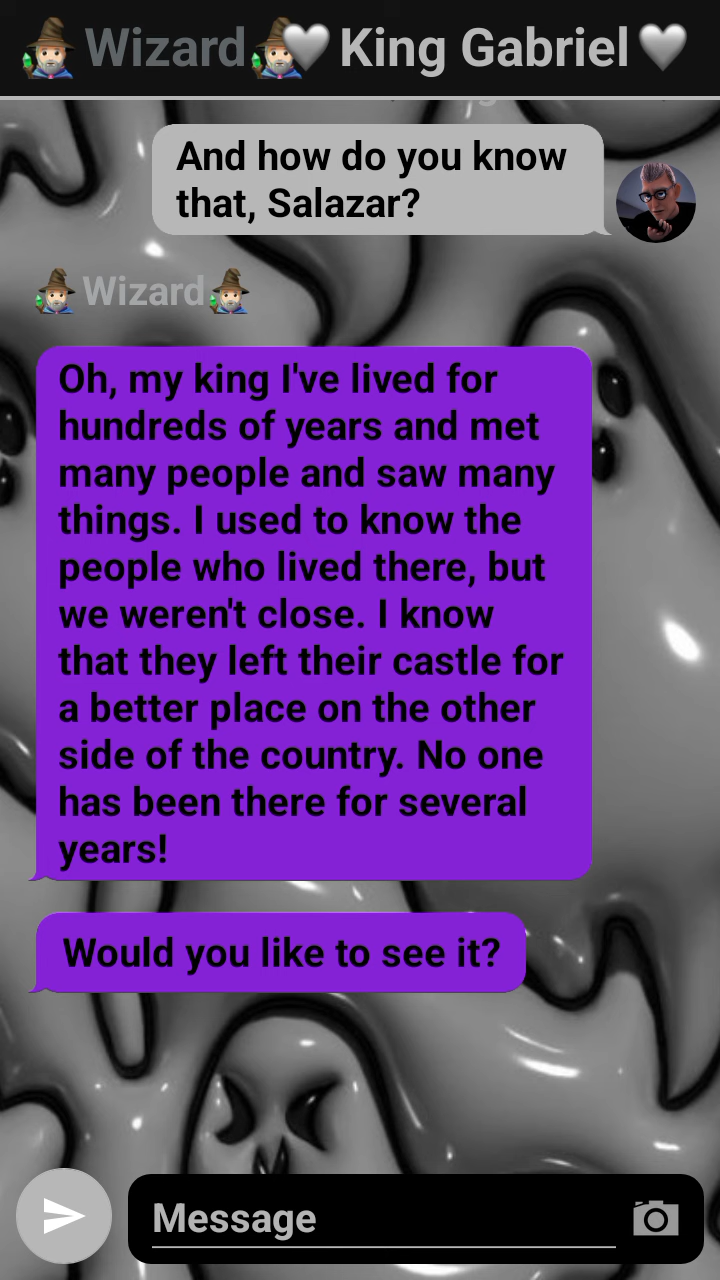 Wizard King Gabriel
And how do you know
that, Salazar?
Wizard
Oh, my king I've lived for
hundreds of years and met
many people and saw many
things. I used to know the
people who lived there, but
we weren't close. I know
that they left their castle for
a better place on the other
side of the country. No one
has been there for several
years!
Would you like to see it?
Message